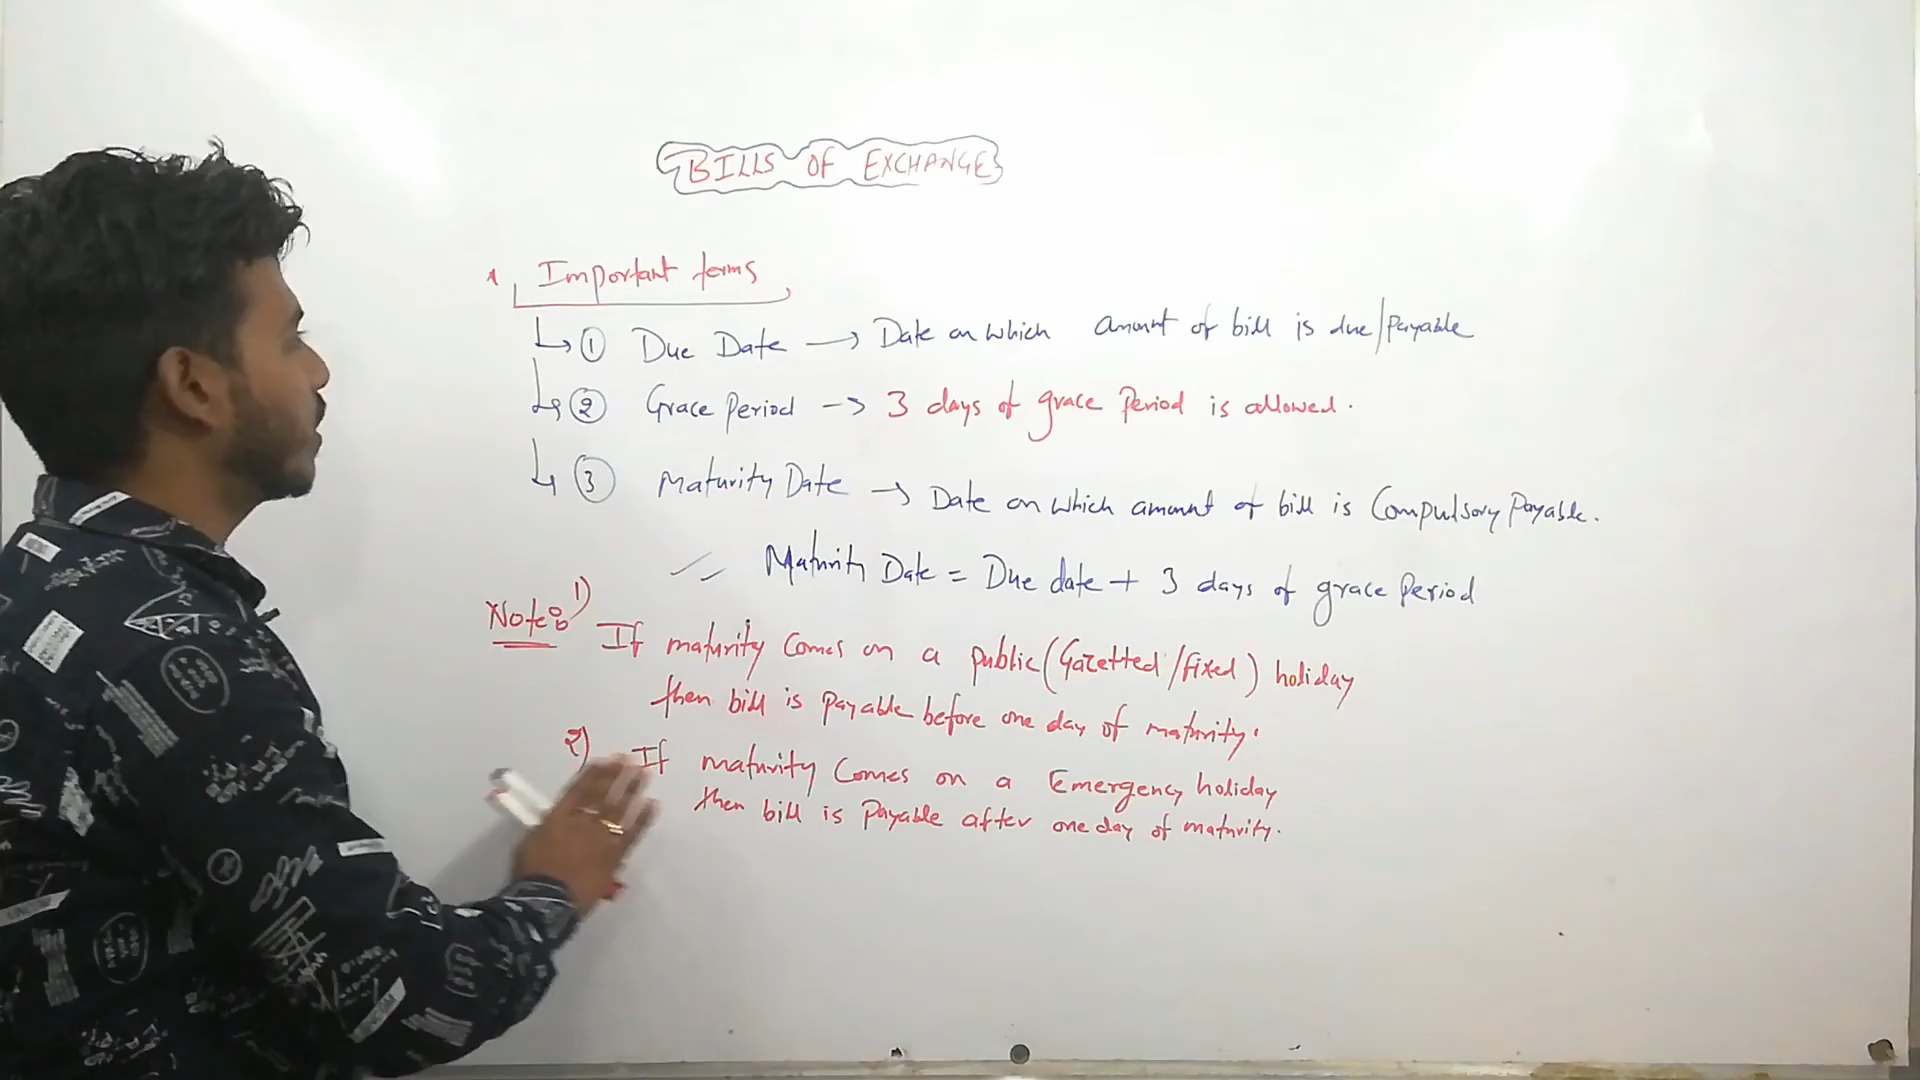 BILLS OF EXCHANGE
Important terms
① Due Date → Date on which amount of bill is due/payable
② Grace Period → 3 days of grace Period is allowed.
③ Maturity Date → Date on which amount of bill is Compulsory Payable.
Maturity Date = Due date + 3 days of grace Period
Note: 1) If maturity Comes on a public (Gazetted/fixed) holiday
then bill is payable before one day of maturity.
2) If maturity Comes on a Emergency holiday
then bill is Payable after one day of maturity.